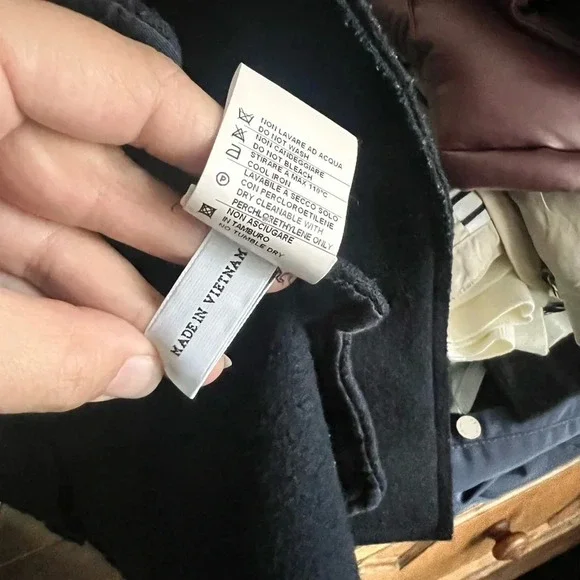 NON LAVARE AD ACQUA
DO NOT WASH
NON CANDEGGIARE
DO NOT BLEACH
STIRARE A MAX 110°C
COOL IRON
LAVABILE A SECCO SOLO
CON PERCLOROETILENE
DRY CLEANABLE WITH
PERCHLORETHYLENE ONLY
NON ASCIUGARE
IN TAMBURO
NO TUMBLE DRY
P
MADE IN VIETNAM